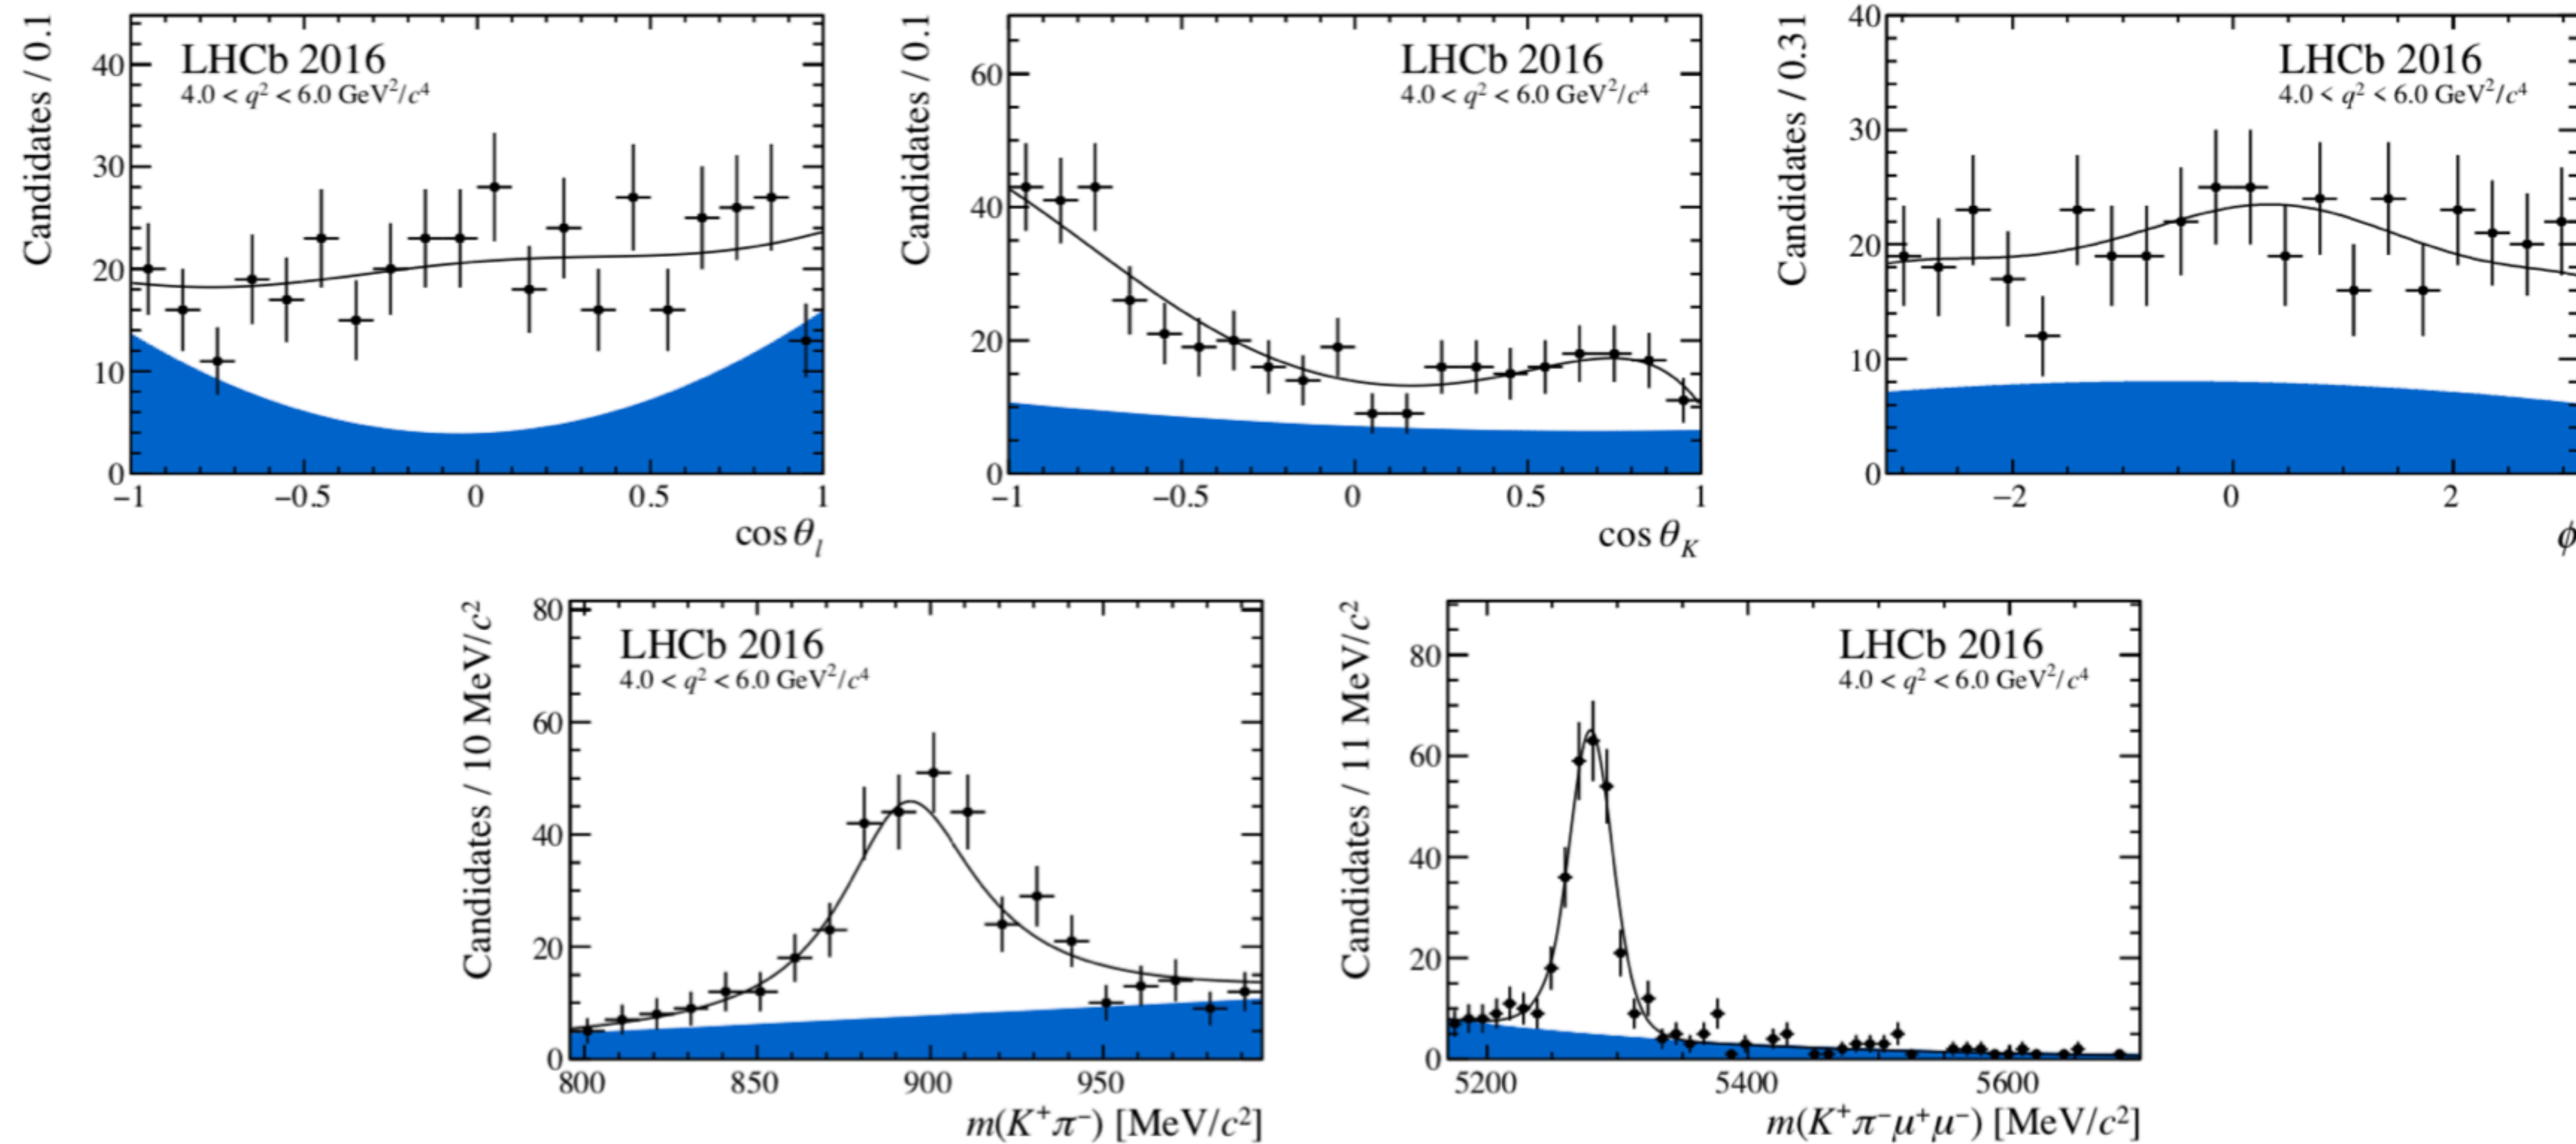 Candidates / 0.1
LHCb 2016
4.0 < q² < 6.0 GeV²/c⁴
40
30
20
10
0
−1
−0.5
0
0.5
1
cos θ_l
Candidates / 0.1
LHCb 2016
4.0 < q² < 6.0 GeV²/c⁴
60
40
20
0
−1
−0.5
0
0.5
1
cos θ_K
Candidates / 0.31
LHCb 2016
4.0 < q² < 6.0 GeV²/c⁴
40
30
20
10
0
−2
0
2
ϕ
Candidates / 10 MeV/c²
LHCb 2016
4.0 < q² < 6.0 GeV²/c⁴
80
60
40
20
0
800
850
900
950
m(K⁺π⁻) [MeV/c²]
Candidates / 11 MeV/c²
LHCb 2016
4.0 < q² < 6.0 GeV²/c⁴
80
60
40
20
0
5200
5400
5600
m(K⁺π⁻μ⁺μ⁻) [MeV/c²]